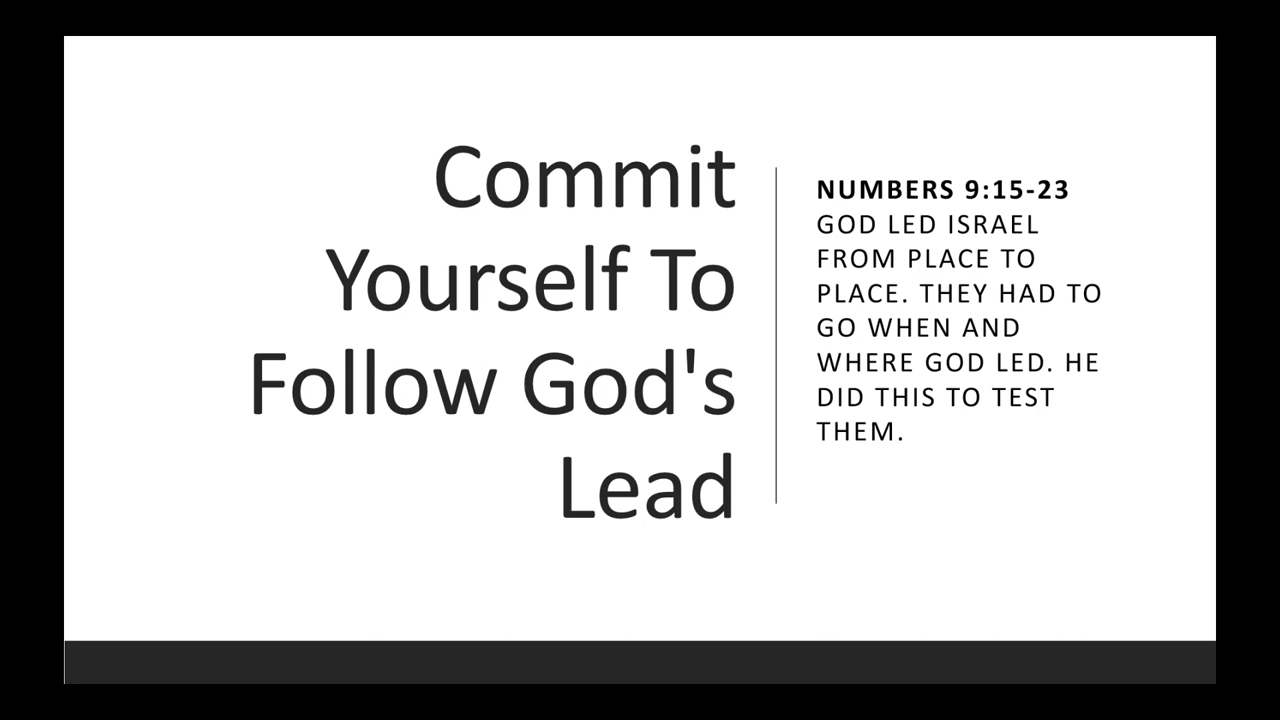 Commit
Yourself To
Follow God's
Lead
NUMBERS 9:15-23
GOD LED ISRAEL
FROM PLACE TO
PLACE. THEY HAD TO
GO WHEN AND
WHERE GOD LED. HE
DID THIS TO TEST
THEM.